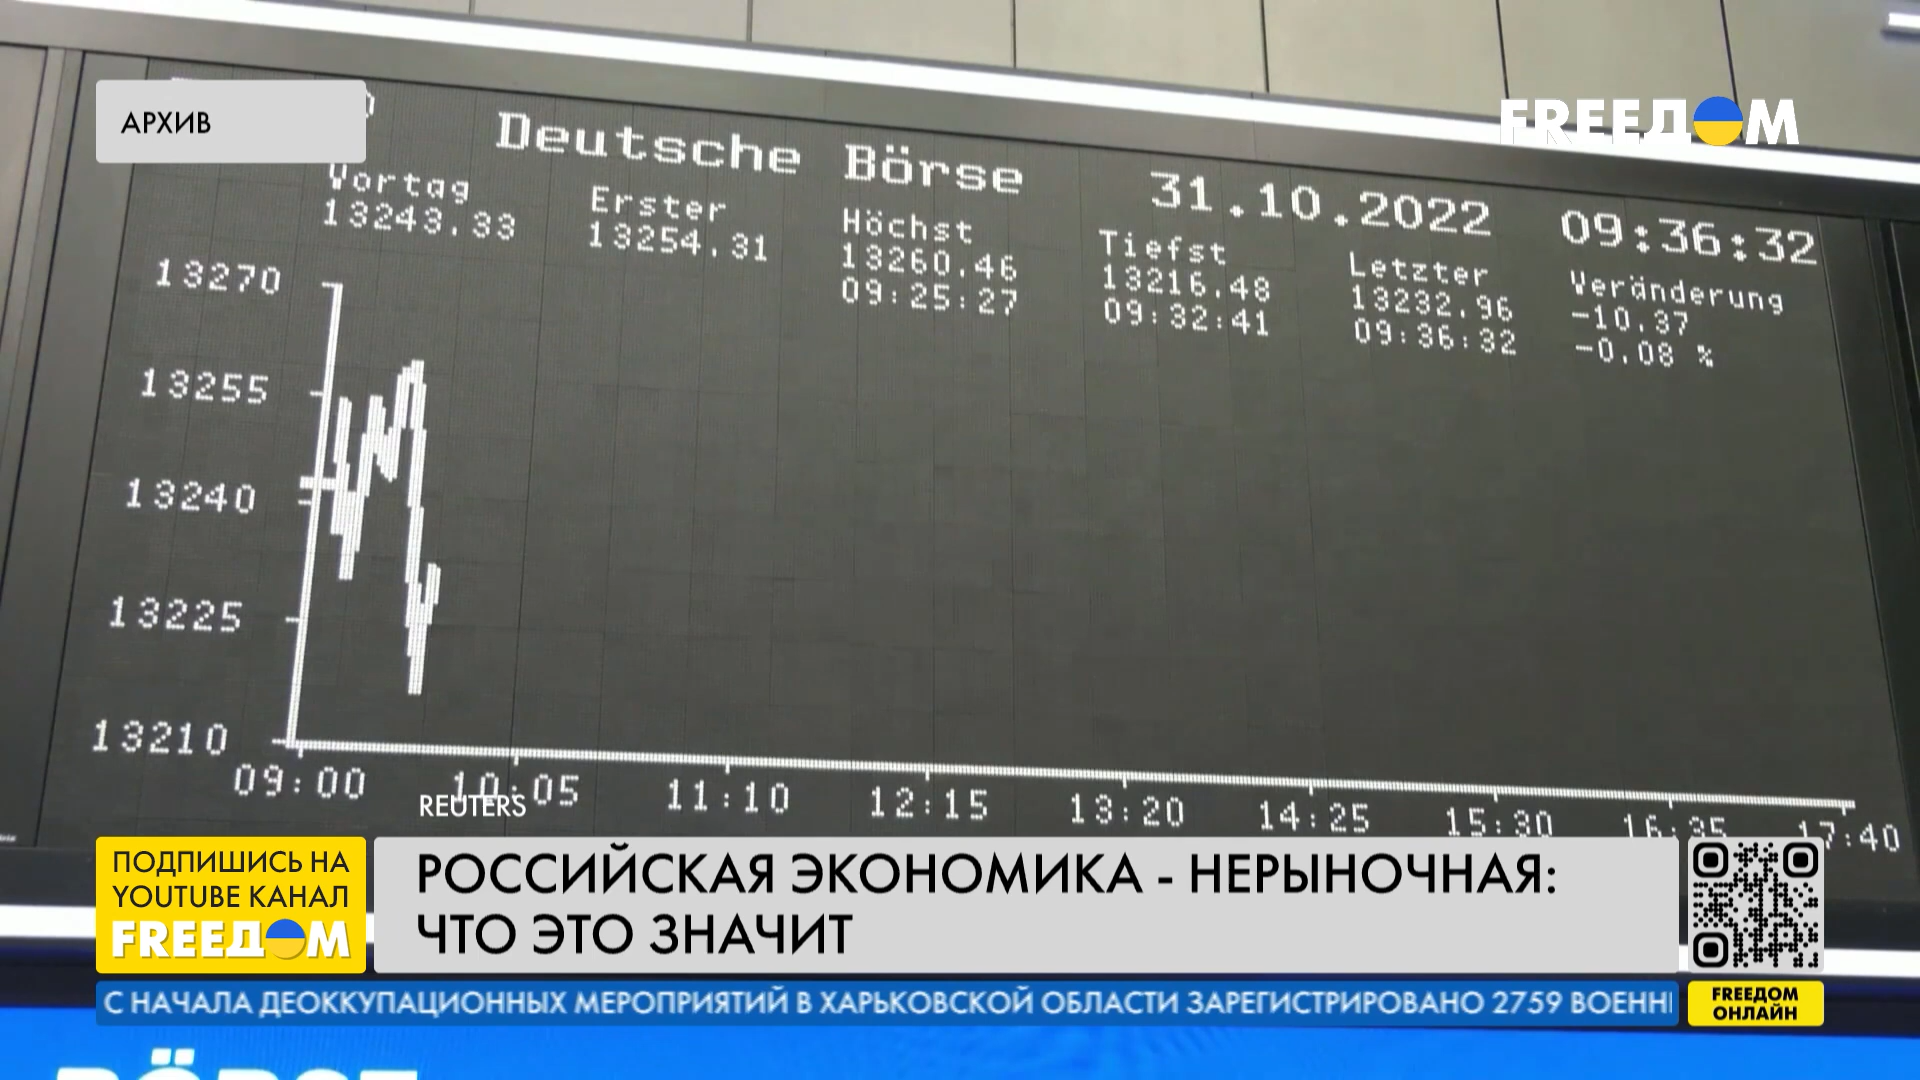 АРХИВ
FREEДОМ
Deutsche Börse 31.10.2022 09:36:32
Vortag Erster Höchst Tiefst Letzter Veränderung
13243.33 13254.31 13260.46 13216.48 13232.96 -10.37
09:25:27 09:32:41 09:36:32 -0.08 %
13270
13255
13240
13225
13210
09:00 10:05 11:10 12:15 13:20 14:25 15:30 16:35 17:40
REUTERS
ПОДПИШИСЬ НА
YOUTUBE КАНАЛ
FREEДОМ
РОССИЙСКАЯ ЭКОНОМИКА - НЕРЫНОЧНАЯ:
ЧТО ЭТО ЗНАЧИТ
С НАЧАЛА ДЕОККУПАЦИОННЫХ МЕРОПРИЯТИЙ В ХАРЬКОВСКОЙ ОБЛАСТИ ЗАРЕГИСТРИРОВАНО 2759
FREEДОМ
ОНЛАЙН
BÖRSE